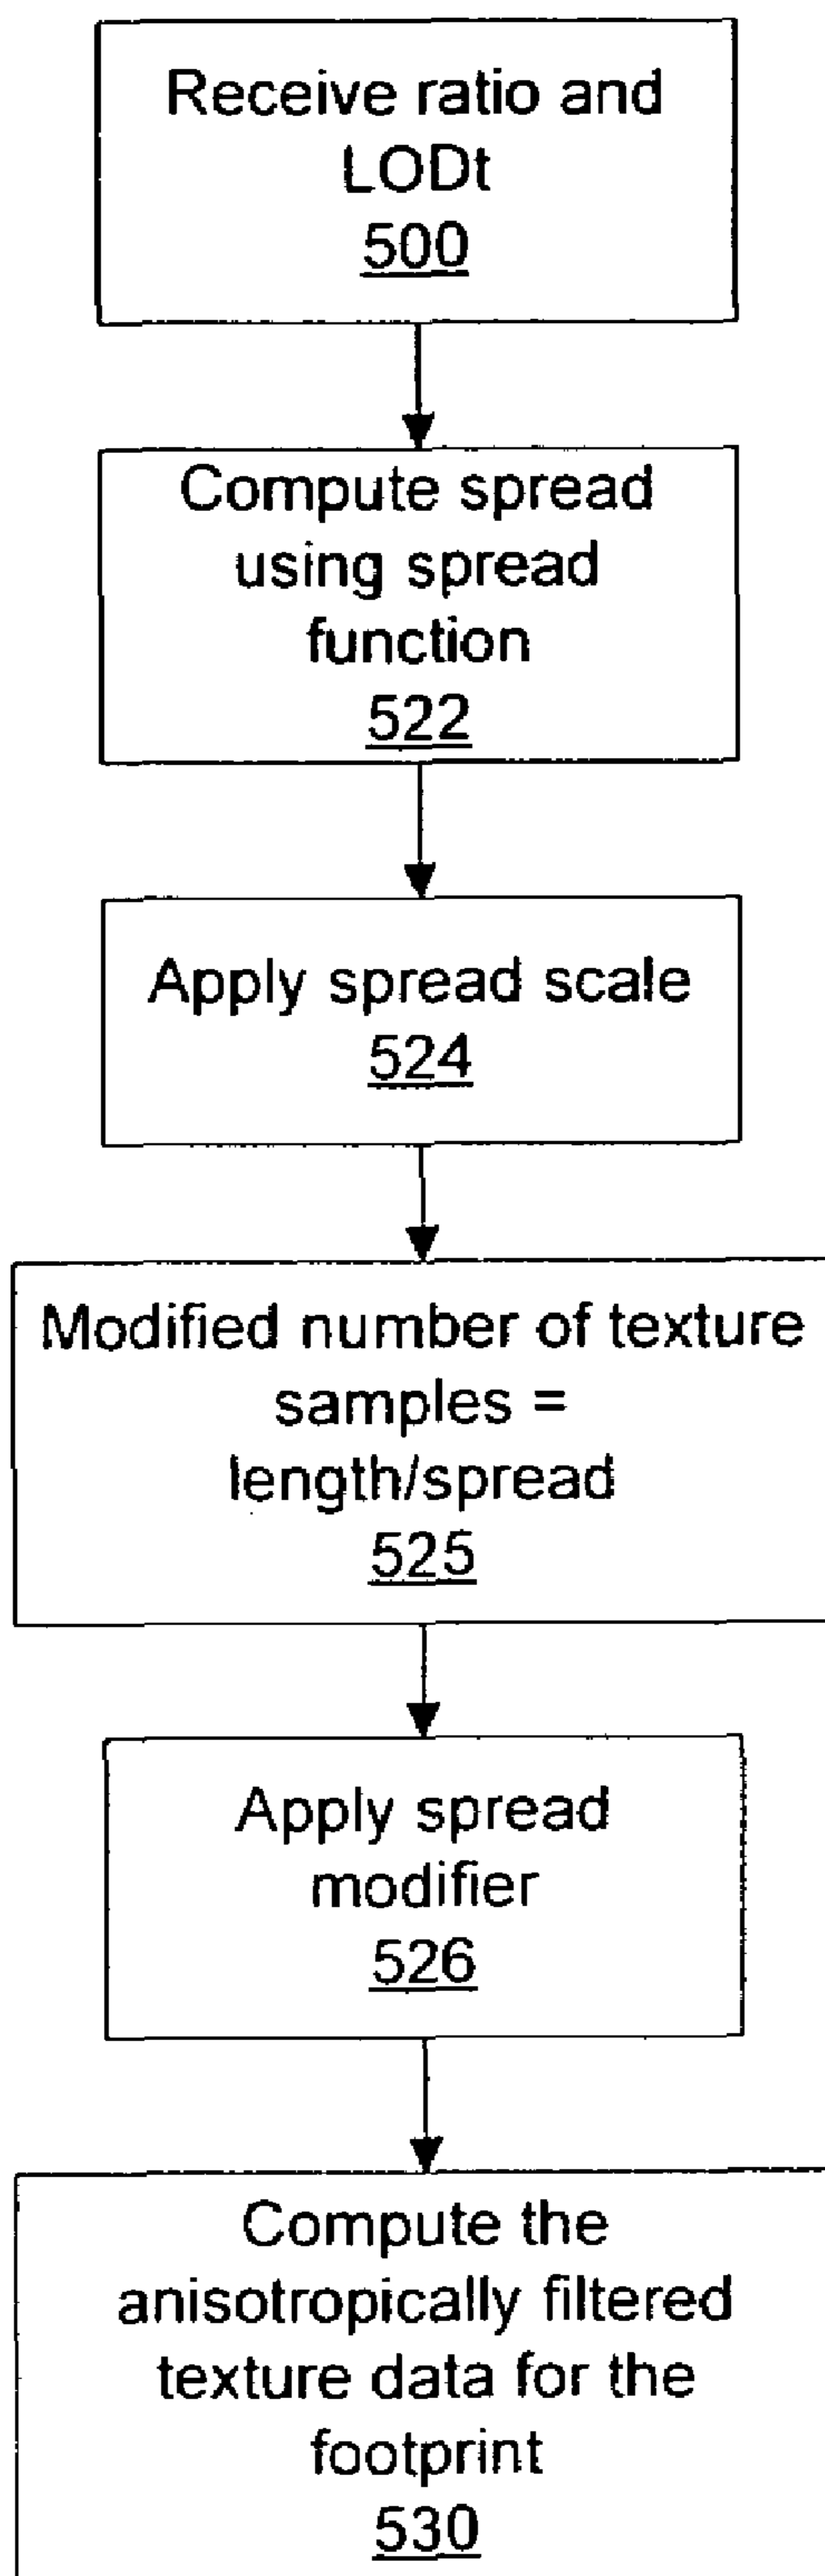 Receive ratio and
LODt
500
Compute spread
using spread
function
522
Apply spread scale
524
Modified number of texture
samples =
length/spread
525
Apply spread
modifier
526
Compute the
anisotropically filtered
texture data for the
footprint
530